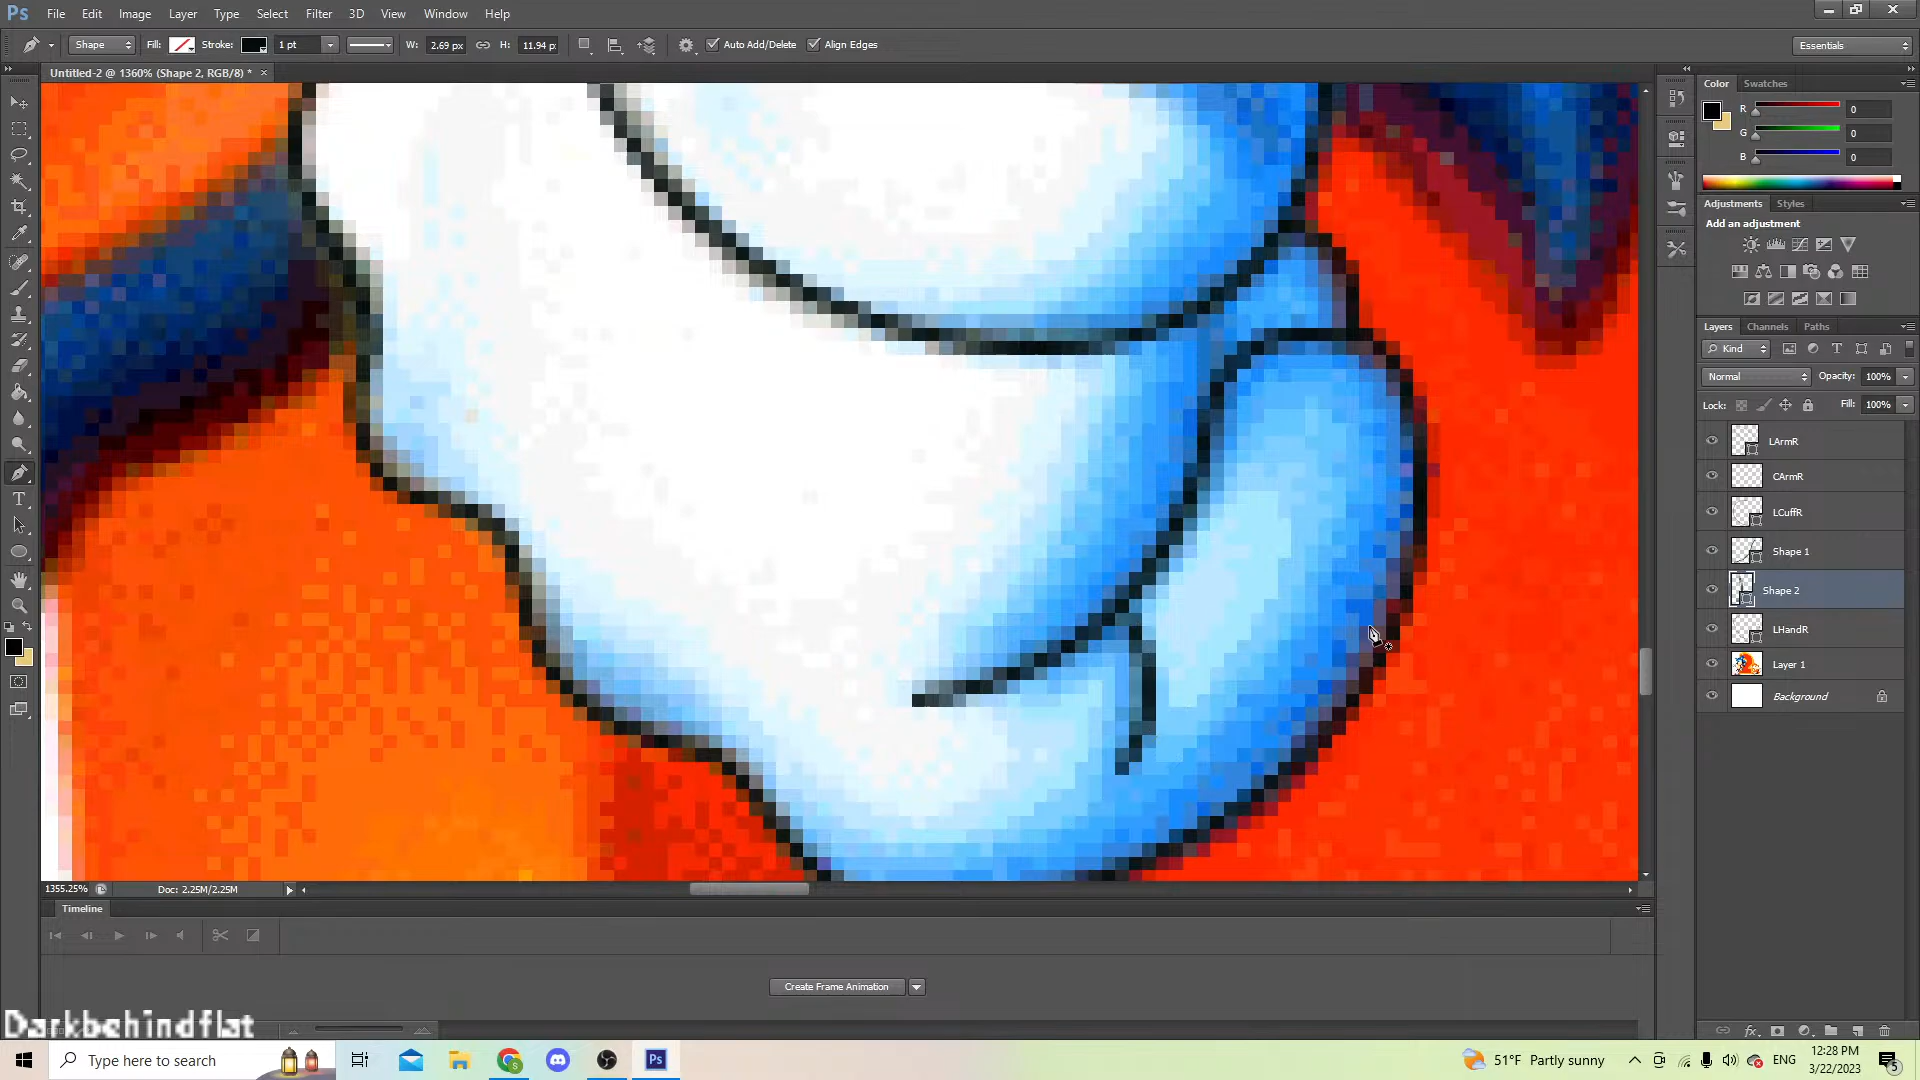 Ps File Edit Image Layer Type Select Filter 3D View Window Help
Shape Fill: Stroke: 1 pt W: 2.69 px H: 11.94 p Auto Add/Delete Align Edges Essentials
Untitled-2 @ 1360% (Shape 2, RGB/8) * ×
Color Swatches
R 0
G 0
B 0
Adjustments Styles
Add an adjustment
Layers Channels Paths
Kind
Normal Opacity: 100%
Lock: Fill: 100%
LArmR
CArmR
LCuffR
Shape 1
Shape 2
LHandR
Layer 1
Background
1355.25% Doc: 2.25M/2.25M
Timeline
Create Frame Animation
Darkbehindflat
Type here to search
Ps
51°F Partly sunny
ENG
12:28 PM
3/22/2023
5